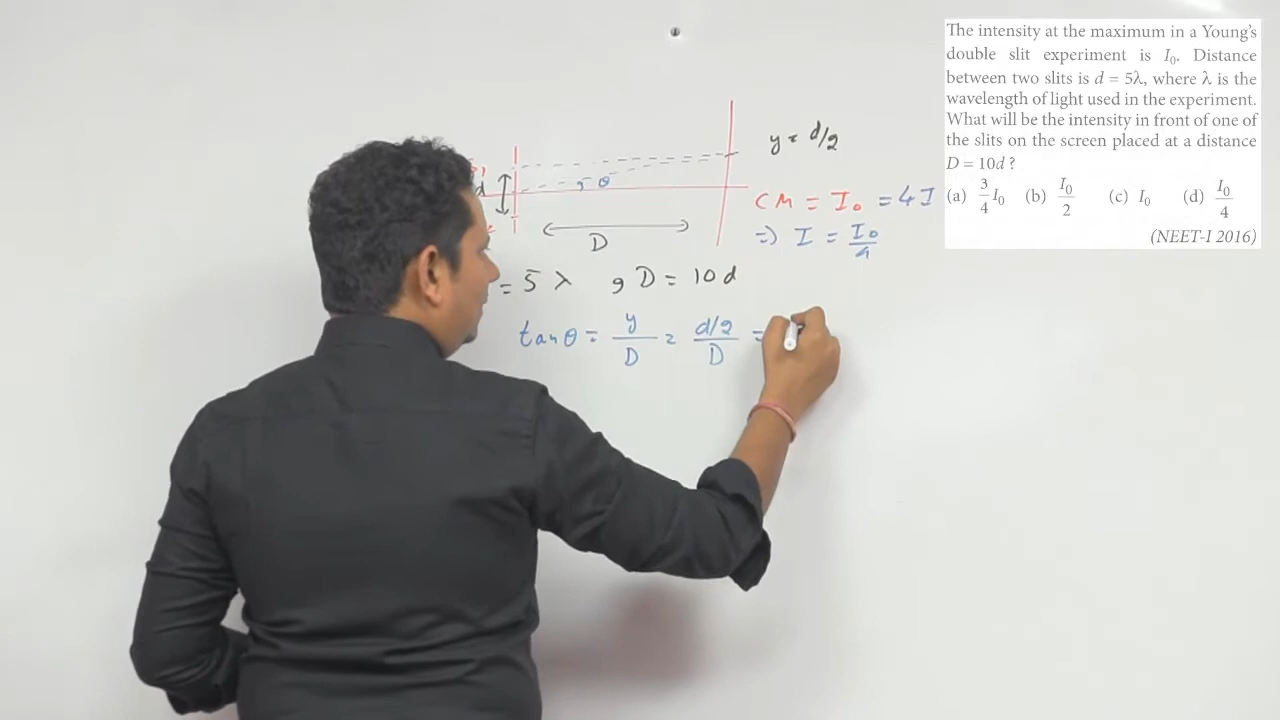 The intensity at the maximum in a Young's
double slit experiment is I₀. Distance
between two slits is d = 5λ, where λ is the
wavelength of light used in the experiment.
What will be the intensity in front of one of
the slits on the screen placed at a distance
D = 10d ?
(a) 3/4 I₀ (b) I₀/2 (c) I₀ (d) I₀/4
(NEET-I 2016)
y = d/2
d
θ
CM = I₀ = 4I
D
⇒ I = I₀/4
= 5λ , D = 10d
tanθ = y/D = d/2/D =